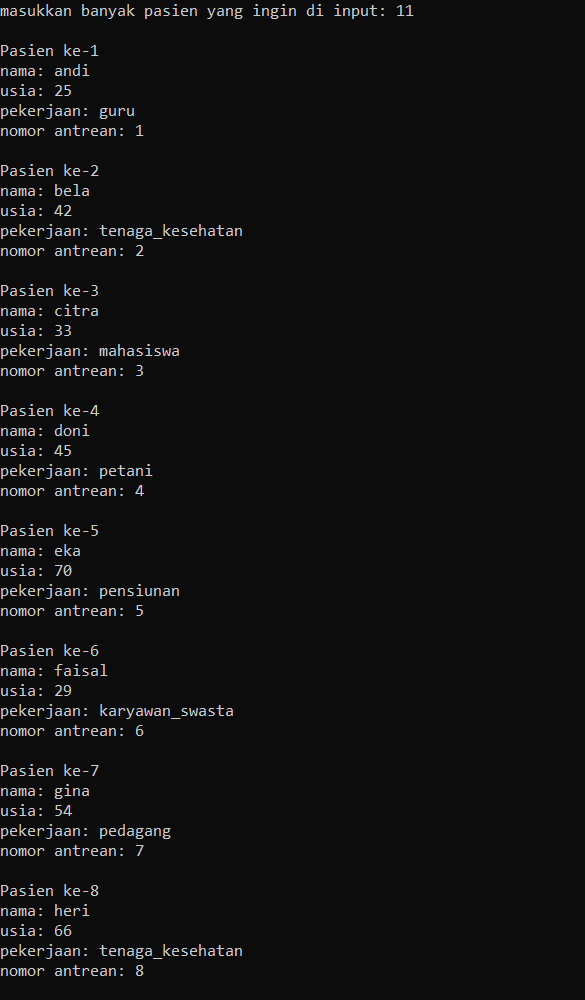 masukkan banyak pasien yang ingin di input: 11
Pasien ke-1
nama: andi
usia: 25
pekerjaan: guru
nomor antrean: 1
Pasien ke-2
nama: bela
usia: 42
pekerjaan: tenaga_kesehatan
nomor antrean: 2
Pasien ke-3
nama: citra
usia: 33
pekerjaan: mahasiswa
nomor antrean: 3
Pasien ke-4
nama: doni
usia: 45
pekerjaan: petani
nomor antrean: 4
Pasien ke-5
nama: eka
usia: 70
pekerjaan: pensiunan
nomor antrean: 5
Pasien ke-6
nama: faisal
usia: 29
pekerjaan: karyawan_swasta
nomor antrean: 6
Pasien ke-7
nama: gina
usia: 54
pekerjaan: pedagang
nomor antrean: 7
Pasien ke-8
nama: heri
usia: 66
pekerjaan: tenaga_kesehatan
nomor antrean: 8